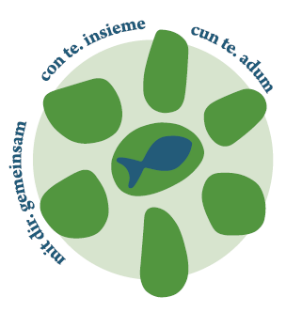 mit dir. gemeinsam
con te. insieme
cun te. adum